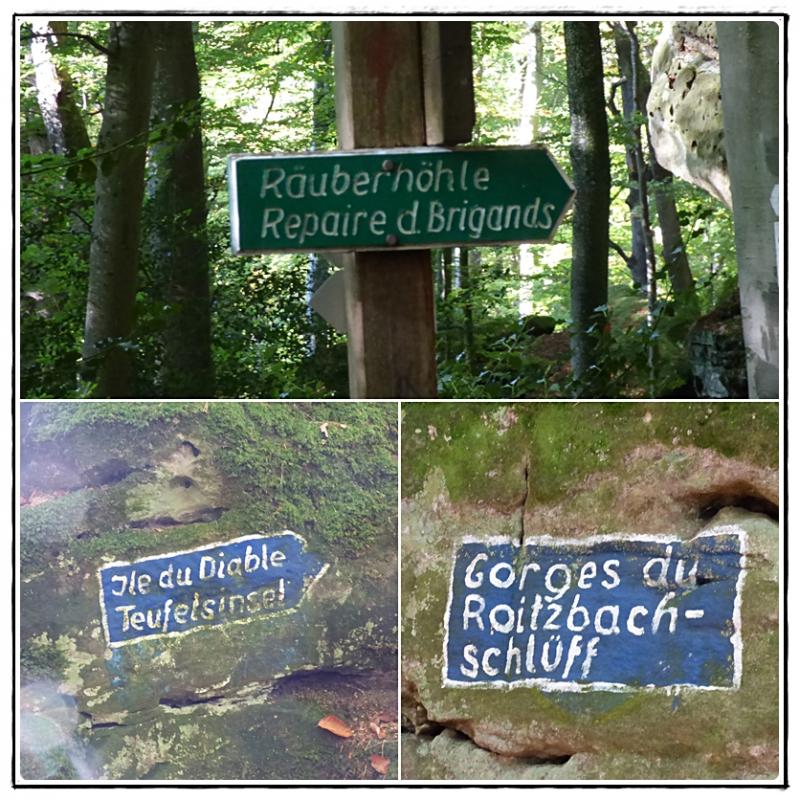 Räuberhöhle
Repaire d. Brigands
Ile du Diable
Teufelsinsel
Gorges du
Roitzbach-
schlüff